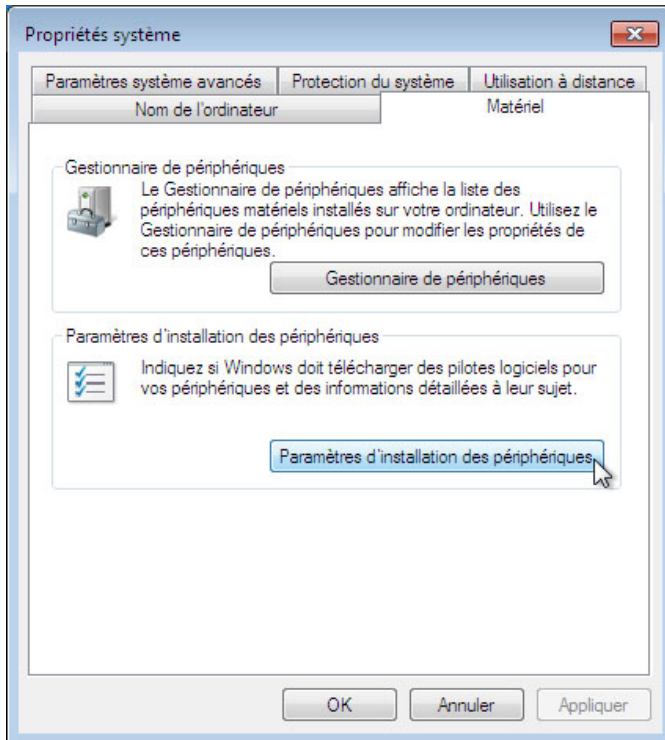 Propriétés système
Paramètres système avancés Protection du système Utilisation à distance
Nom de l'ordinateur Matériel
Gestionnaire de périphériques
Le Gestionnaire de périphériques affiche la liste des
périphériques matériels installés sur votre ordinateur. Utilisez le
Gestionnaire de périphériques pour modifier les propriétés de
ces périphériques.
Gestionnaire de périphériques
Paramètres d'installation des périphériques
Indiquez si Windows doit télécharger des pilotes logiciels pour
vos périphériques et des informations détaillées à leur sujet.
Paramètres d'installation des périphériques
OK Annuler Appliquer